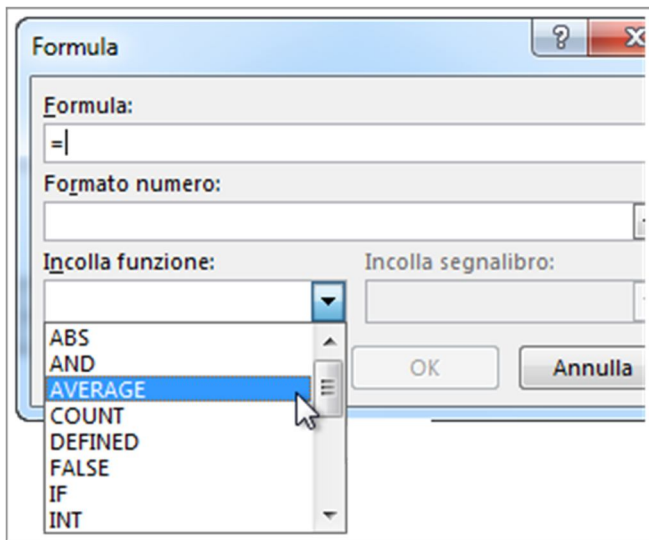 Formula
Formula:
=
Formato numero:
Incolla funzione:
Incolla segnalibro:
ABS
AND
AVERAGE
COUNT
DEFINED
FALSE
IF
INT
OK
Annulla